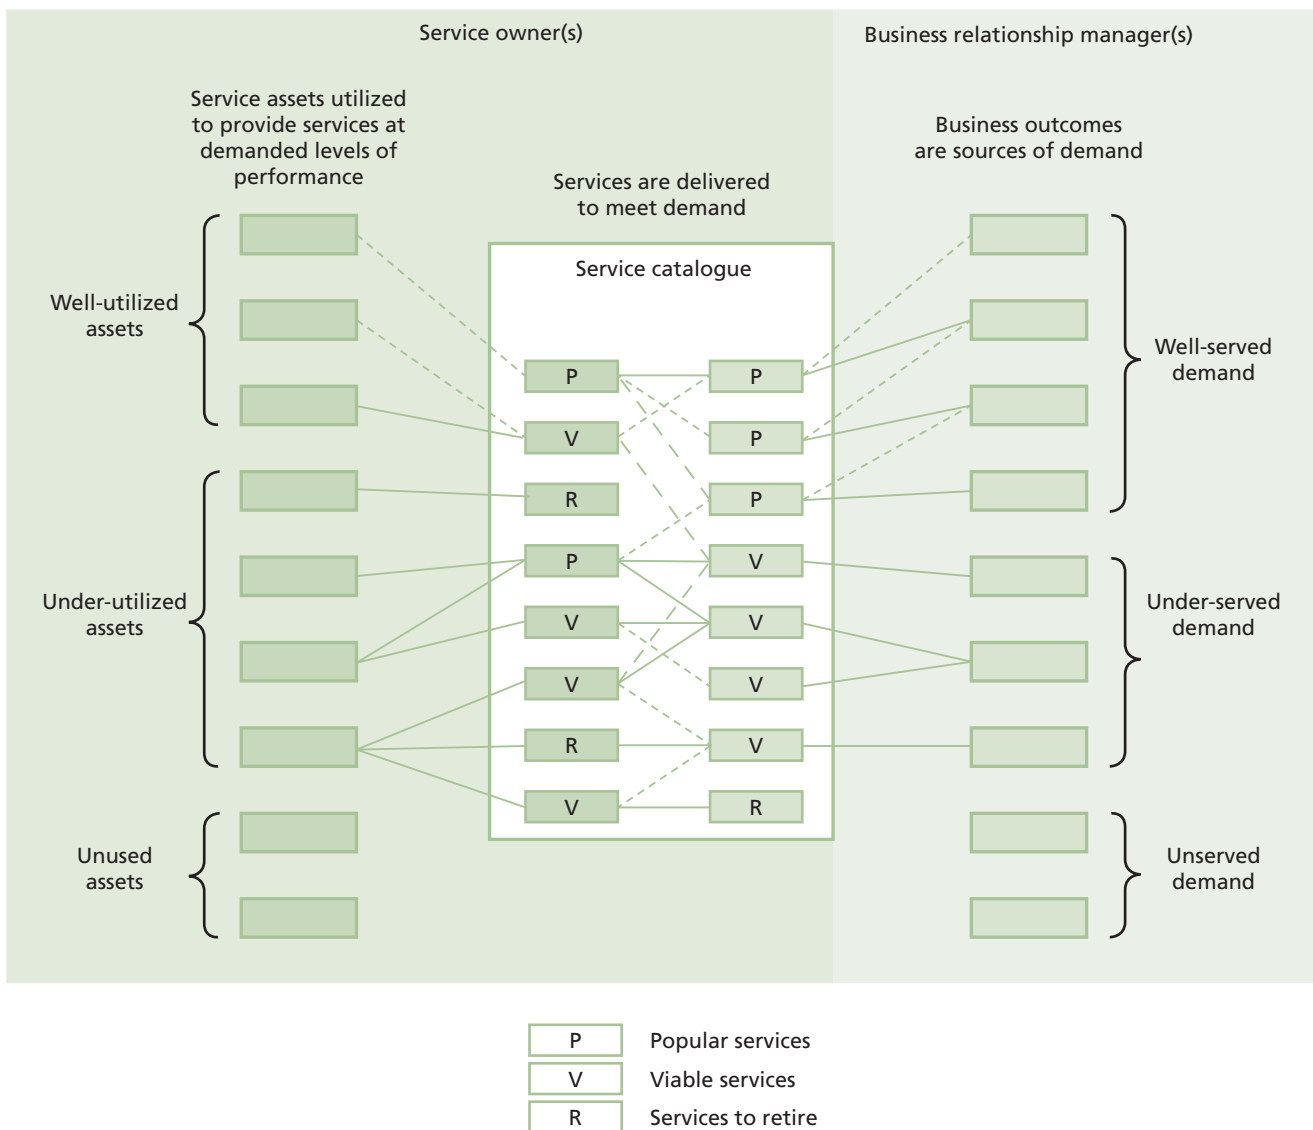 Service owner(s)
Business relationship manager(s)
Service assets utilized
to provide services at
demanded levels of
performance
Services are delivered
to meet demand
Business outcomes
are sources of demand
Service catalogue
Well-utilized
assets
Under-utilized
assets
Unused
assets
P
V
R
P
V
V
R
V
P
P
P
V
V
V
V
R
Well-served
demand
Under-served
demand
Unserved
demand
P Popular services
V Viable services
R Services to retire